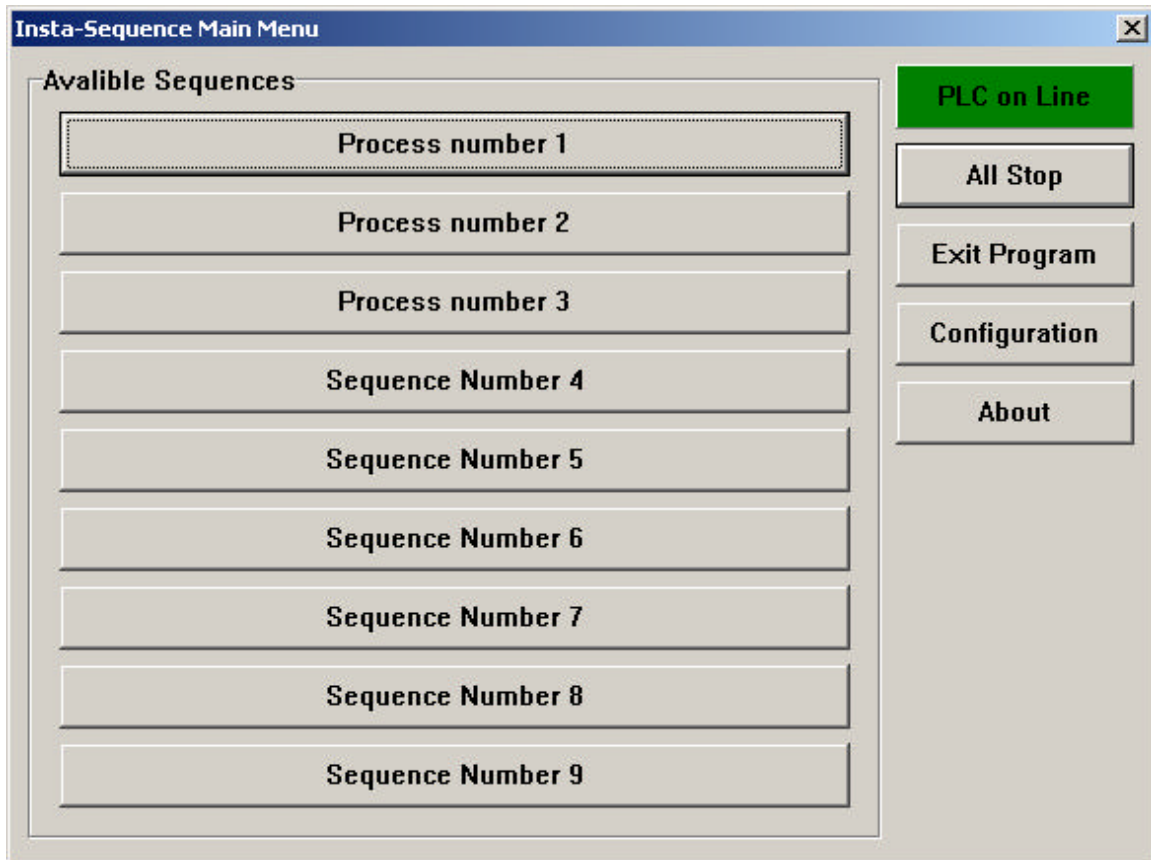 Insta-Sequence Main Menu
Avalible Sequences
Process number 1
Process number 2
Process number 3
Sequence Number 4
Sequence Number 5
Sequence Number 6
Sequence Number 7
Sequence Number 8
Sequence Number 9
PLC on Line
All Stop
Exit Program
Configuration
About